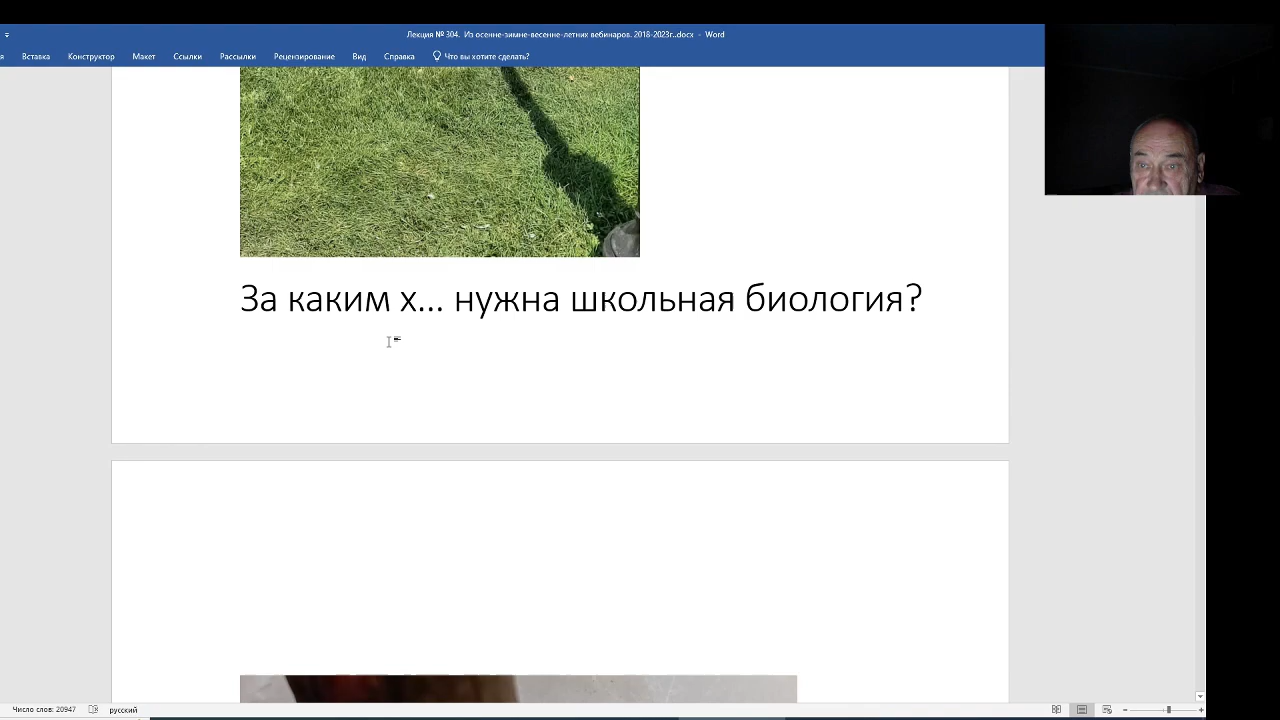 Лекция № 304. Из осенне-зимне-весенне-летних вебинаров. 2018-2023г..docx - Word
я Вставка Конструктор Макет Ссылки Рассылки Рецензирование Вид Справка Что вы хотите сделать?
За каким х... нужна школьная биология?
Число слов: 20947 русский